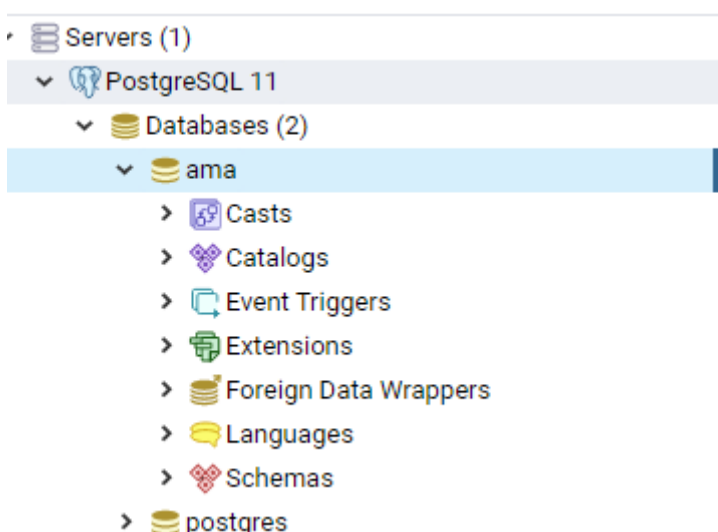 Servers (1)
PostgreSQL 11
Databases (2)
ama
Casts
Catalogs
Event Triggers
Extensions
Foreign Data Wrappers
Languages
Schemas
postgres